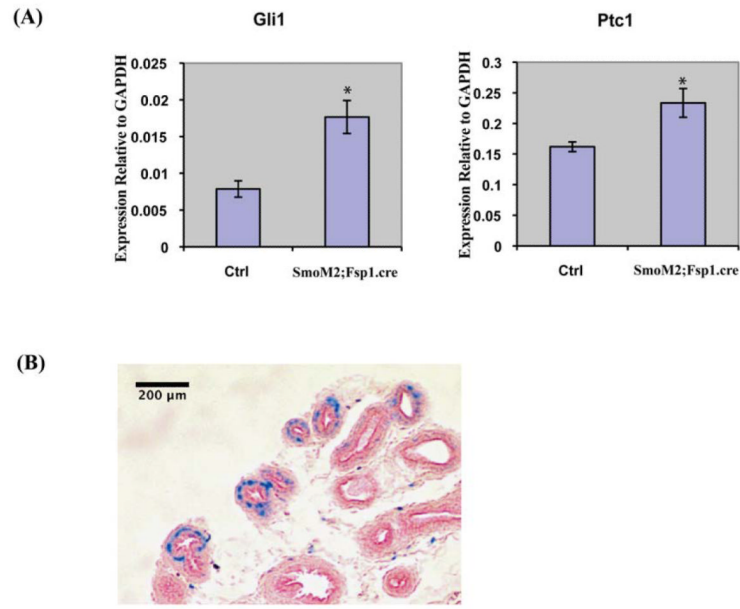 (A)
Gli1
Ptc1
Expression Relative to GAPDH
0.025
0.02
0.015
0.01
0.005
0
Ctrl
SmoM2;Fsp1.cre
*
Expression Relative to GAPDH
0.3
0.25
0.2
0.15
0.1
0.05
0
Ctrl
SmoM2;Fsp1.cre
*
(B)
200 µm